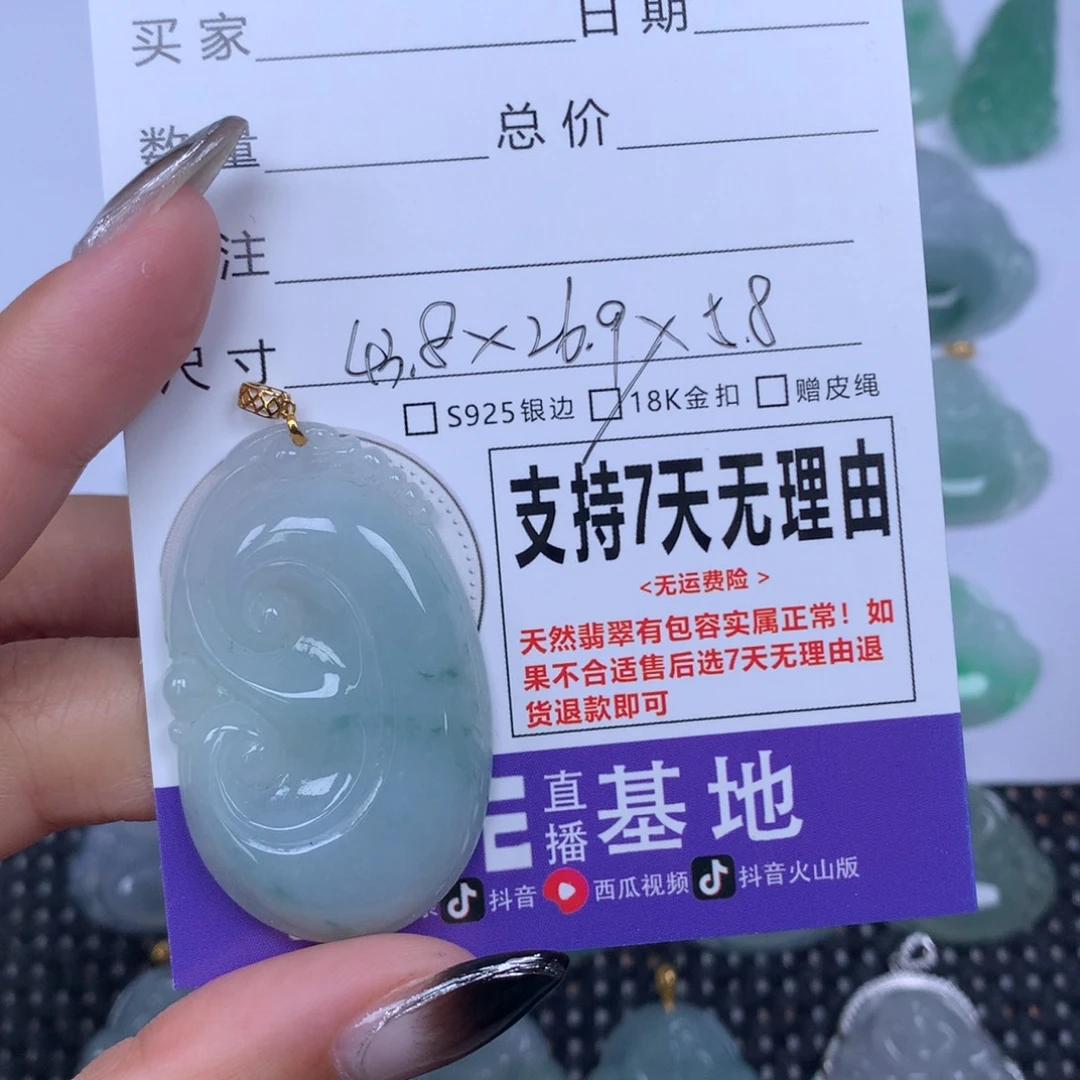 买家 日期
数量 总价
注
尺寸 43.8×26.9×5.8
S925银边 18K金扣 赠皮绳
支持7天无理由
<无运费险>
天然翡翠有包容实属正常！如
果不合适售后选7天无理由退
货退款即可
直播基地
抖音 西瓜视频 抖音火山版